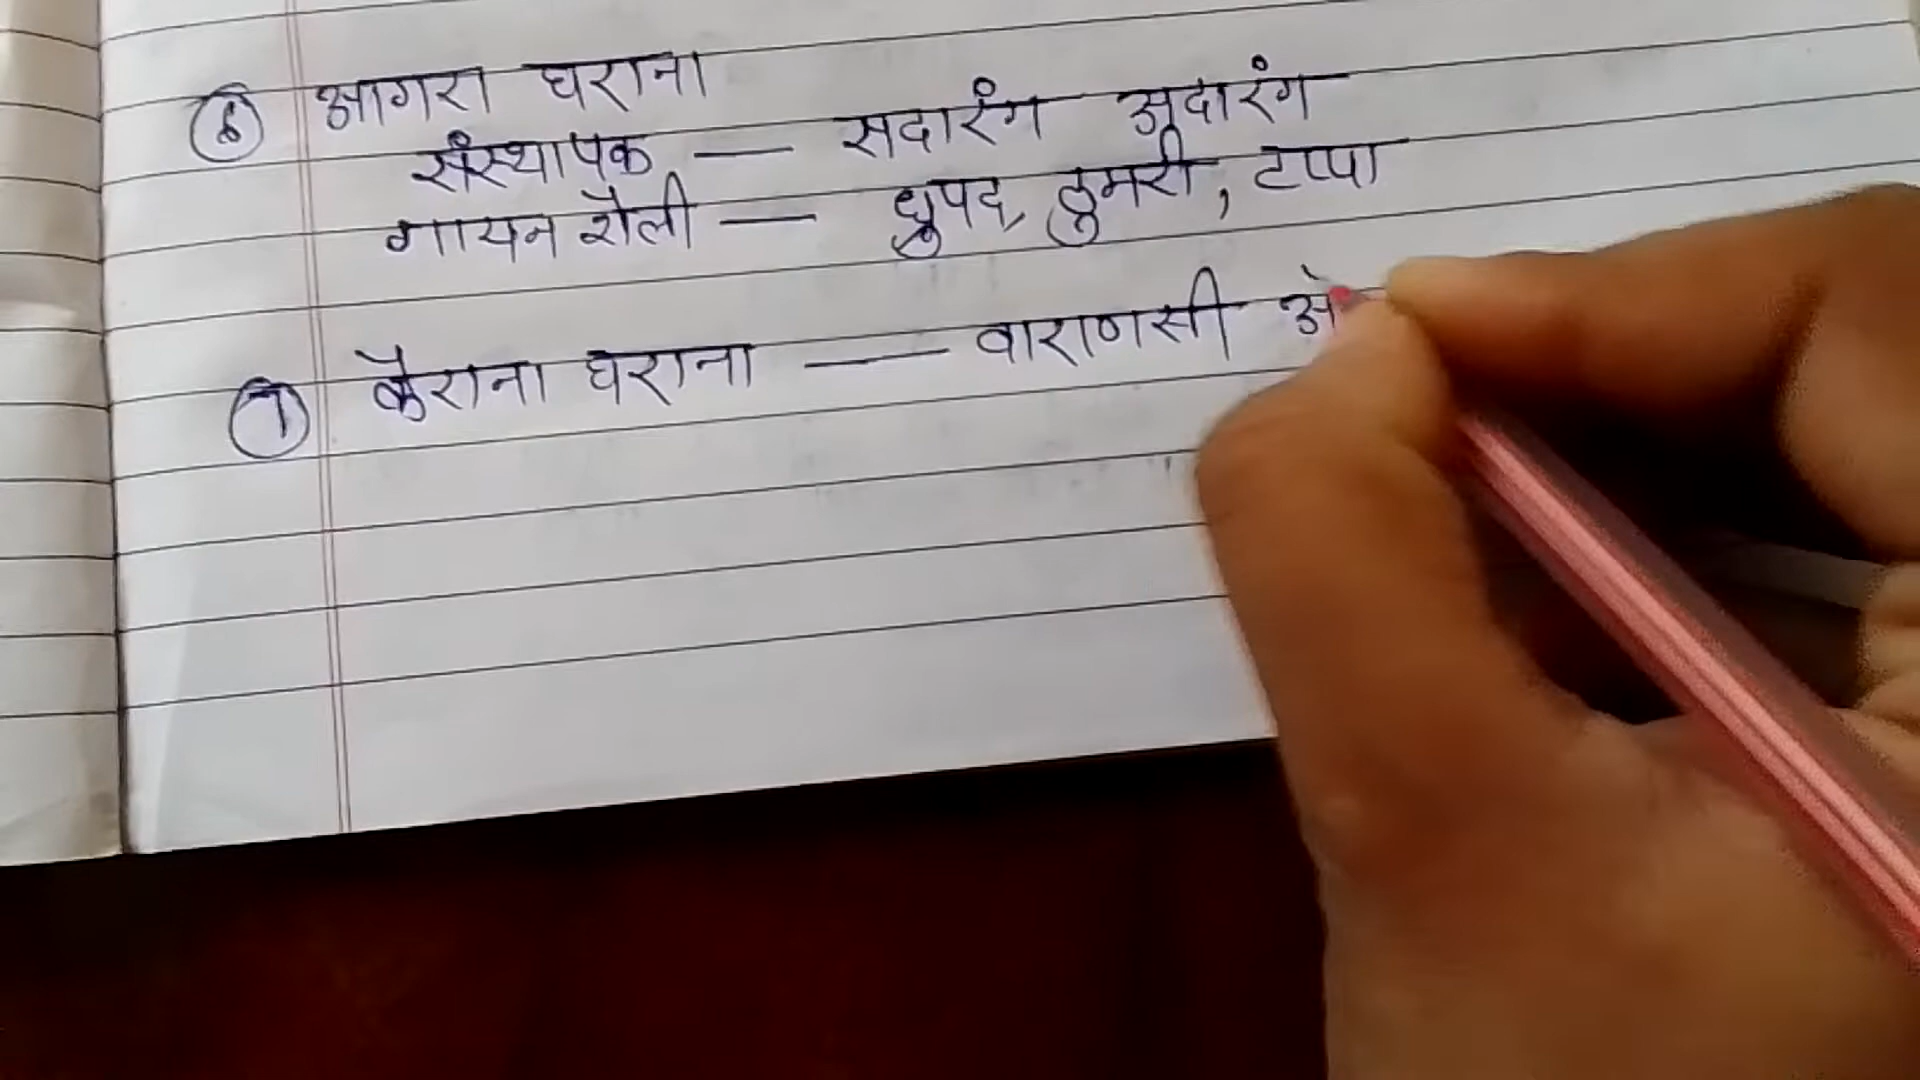 ⑥ आगरा घराना
संस्थापक — सदारंग अदारंग
गायन शैली — ध्रुपद, ठुमरी, टप्पा
⑦ कैराना घराना — वाराणसी